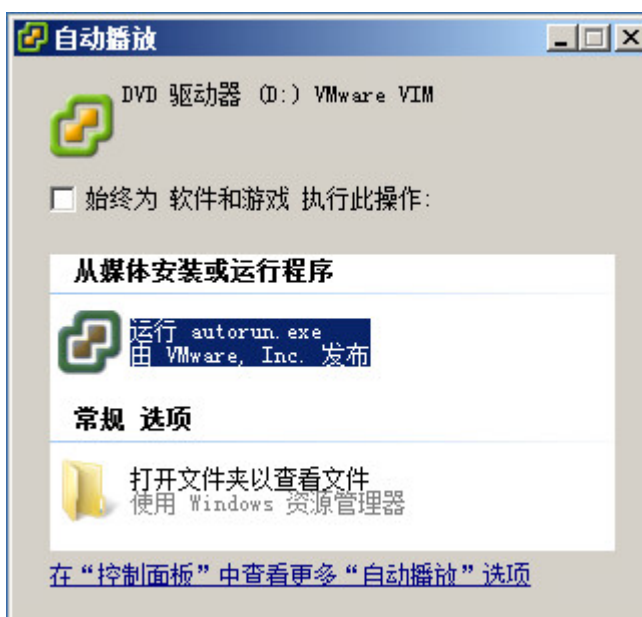 自动播放
DVD 驱动器 (D:) VMware VIM
始终为 软件和游戏 执行此操作:
从媒体安装或运行程序
运行 autorun.exe
由 VMware, Inc. 发布
常规 选项
打开文件夹以查看文件
使用 Windows 资源管理器
在“控制面板”中查看更多“自动播放”选项